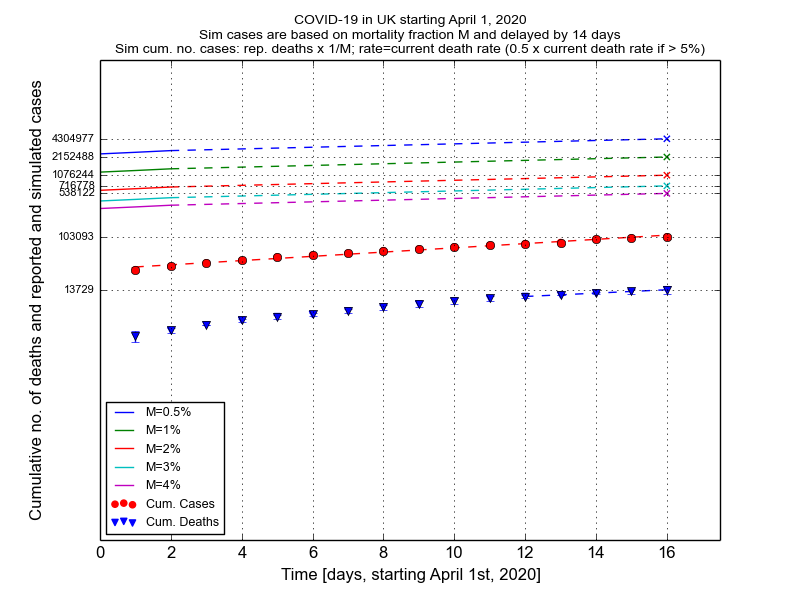 COVID-19 in UK starting April 1, 2020
Sim cases are based on mortality fraction M and delayed by 14 days
Sim cum. no. cases: rep. deaths x 1/M; rate=current death rate (0.5 x current death rate if > 5%)
Cumulative no. of deaths and reported and simulated cases
4304977
2152488
1076244
716778
538122
103093
13729
M=0.5%
M=1%
M=2%
M=3%
M=4%
Cum. Cases
Cum. Deaths
0 2 4 6 8 10 12 14 16
Time [days, starting April 1st, 2020]